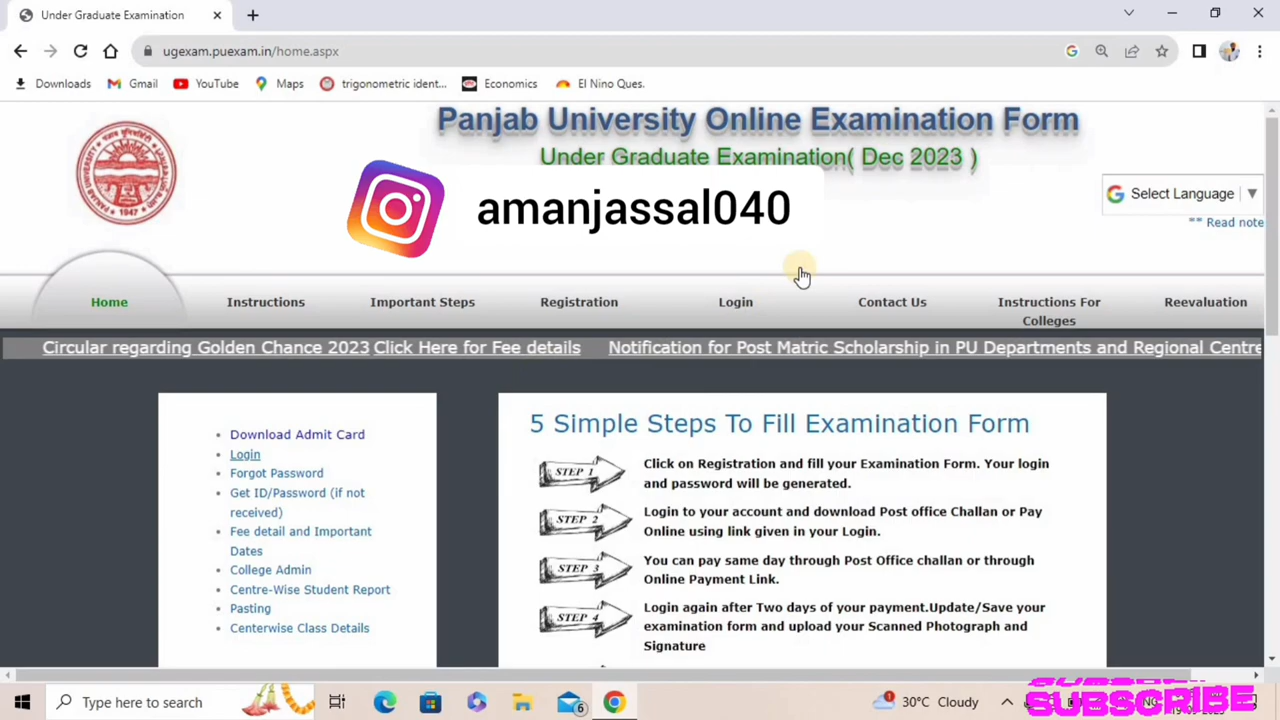 Under Graduate Examination
ugexam.puexam.in/home.aspx
Downloads
Gmail
YouTube
Maps
trigonometric ident...
Economics
El Nino Ques.
Panjab University Online Examination Form
Under Graduate Examination( Dec 2023 )
1947
amanjassal040
Select Language
"" Read note
Home
Instructions
Important Steps
Registration
Login
Contact Us
Instructions For
Colleges
Reevaluation
Circular regarding Golden Chance 2023 Click Here for Fee details
Notification for Post Matric Scholarship in PU Departments and Regional Centre
Download Admit Card
Login
Forgot Password
Get ID/Password (if not
received)
Fee detail and Important
Dates
College Admin
Centre-Wise Student Report
Pasting
Centerwise Class Details
5 Simple Steps To Fill Examination Form
STEP 1
Click on Registration and fill your Examination Form. Your login
and password will be generated.
STEP 2
Login to your account and download Post office Challan or Pay
Online using link given in your Login.
STEP 3
You can pay same day through Post Office challan or through
Online Payment Link.
STEP 4
Login again after Two days of your payment.Update/Save your
examination form and upload your Scanned Photograph and
Signature
Type here to search
6
1
30°C Cloudy
SUBSCRIBE